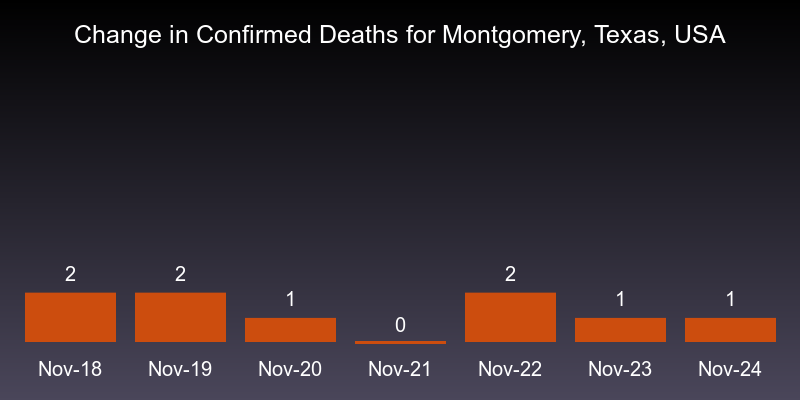 Change in Confirmed Deaths for Montgomery, Texas, USA
2 2 1 0 2 1 1
Nov-18 Nov-19 Nov-20 Nov-21 Nov-22 Nov-23 Nov-24